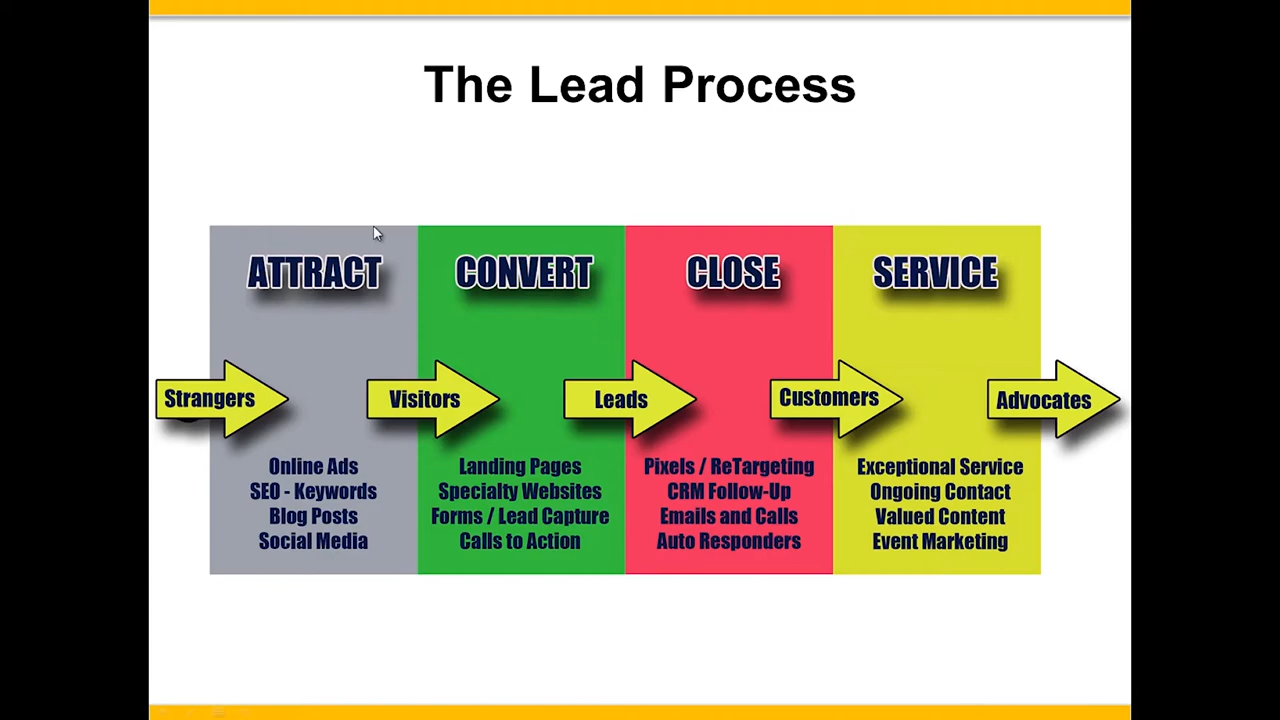 The Lead Process
ATTRACT
CONVERT
CLOSE
SERVICE
Strangers
Visitors
Leads
Customers
Advocates
Online Ads
SEO - Keywords
Blog Posts
Social Media
Landing Pages
Specialty Websites
Forms / Lead Capture
Calls to Action
Pixels / ReTargeting
CRM Follow-Up
Emails and Calls
Auto Responders
Exceptional Service
Ongoing Contact
Valued Content
Event Marketing